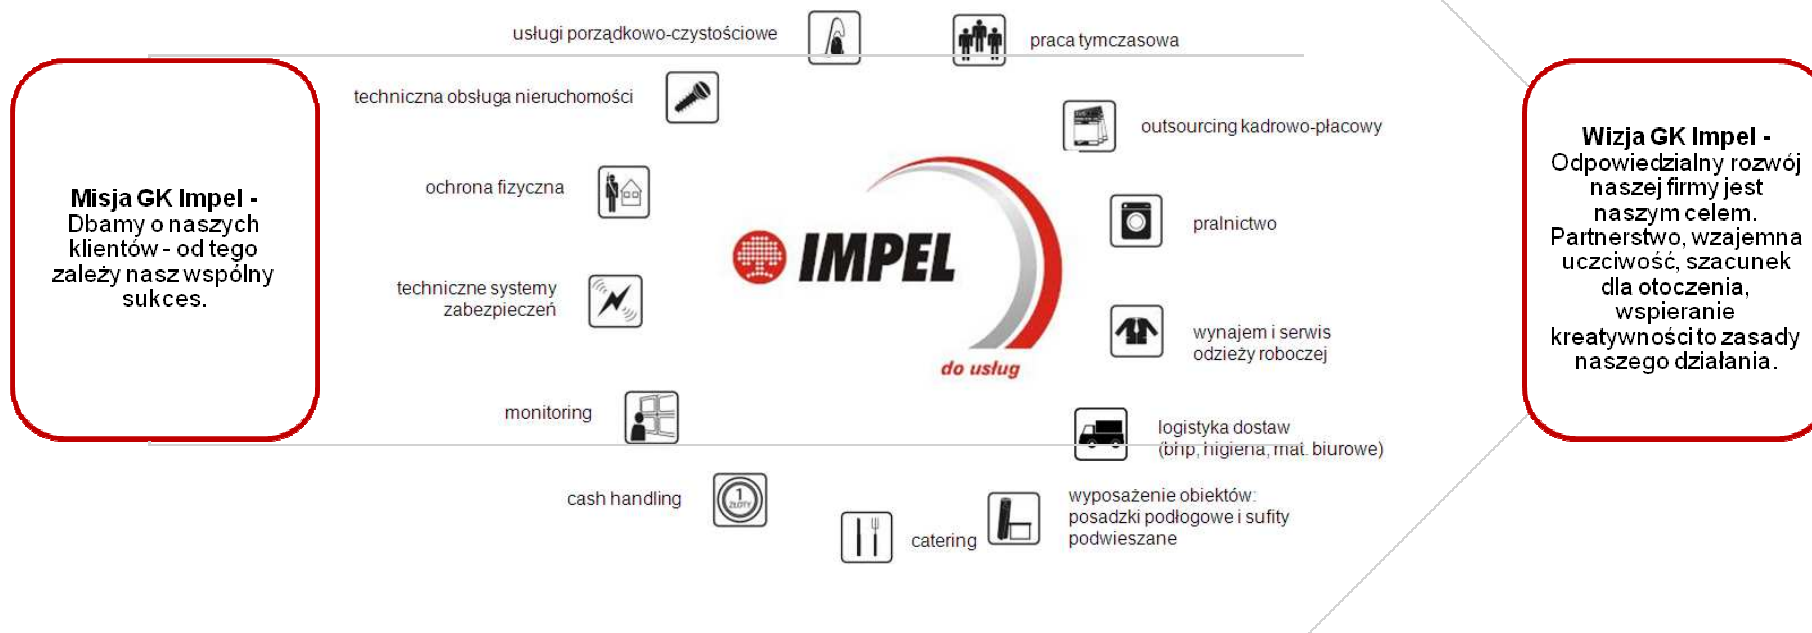 Misja GK Impel -
Dbamy o naszych
klientów - od tego
zależy nasz wspólny
sukces.
usługi porządkowo-czystościowe
techniczna obsługa nieruchomości
ochrona fizyczna
techniczne systemy
zabezpieczeń
monitoring
cash handling
1
ZŁOTY
catering
IMPEL
do usług
praca tymczasowa
outsourcing kadrowo-płacowy
pralnictwo
wynajem i serwis
odzieży roboczej
logistyka dostaw
(bhp, higiena, mat. biurowe)
wyposażenie obiektów:
posadzki podłogowe i sufity
podwieszane
Wizja GK Impel -
Odpowiedzialny rozwój
naszej firmy jest
naszym celem.
Partnerstwo, wzajemna
uczciwość, szacunek
dla otoczenia,
wspieranie
kreatywności to zasady
naszego działania.